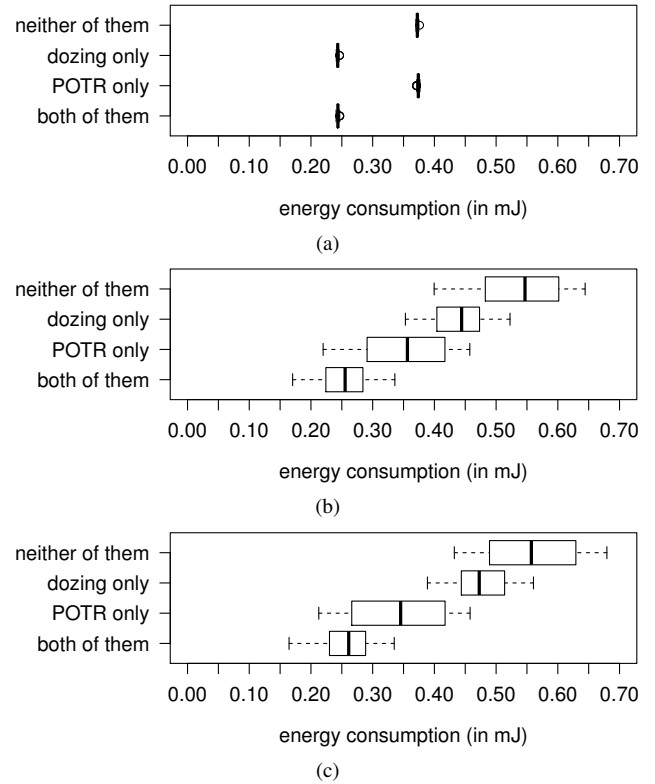 neither of them
dozing only
POTR only
both of them
0.00 0.10 0.20 0.30 0.40 0.50 0.60 0.70
energy consumption (in mJ)
(a)
neither of them
dozing only
POTR only
both of them
0.00 0.10 0.20 0.30 0.40 0.50 0.60 0.70
energy consumption (in mJ)
(b)
neither of them
dozing only
POTR only
both of them
0.00 0.10 0.20 0.30 0.40 0.50 0.60 0.70
energy consumption (in mJ)
(c)